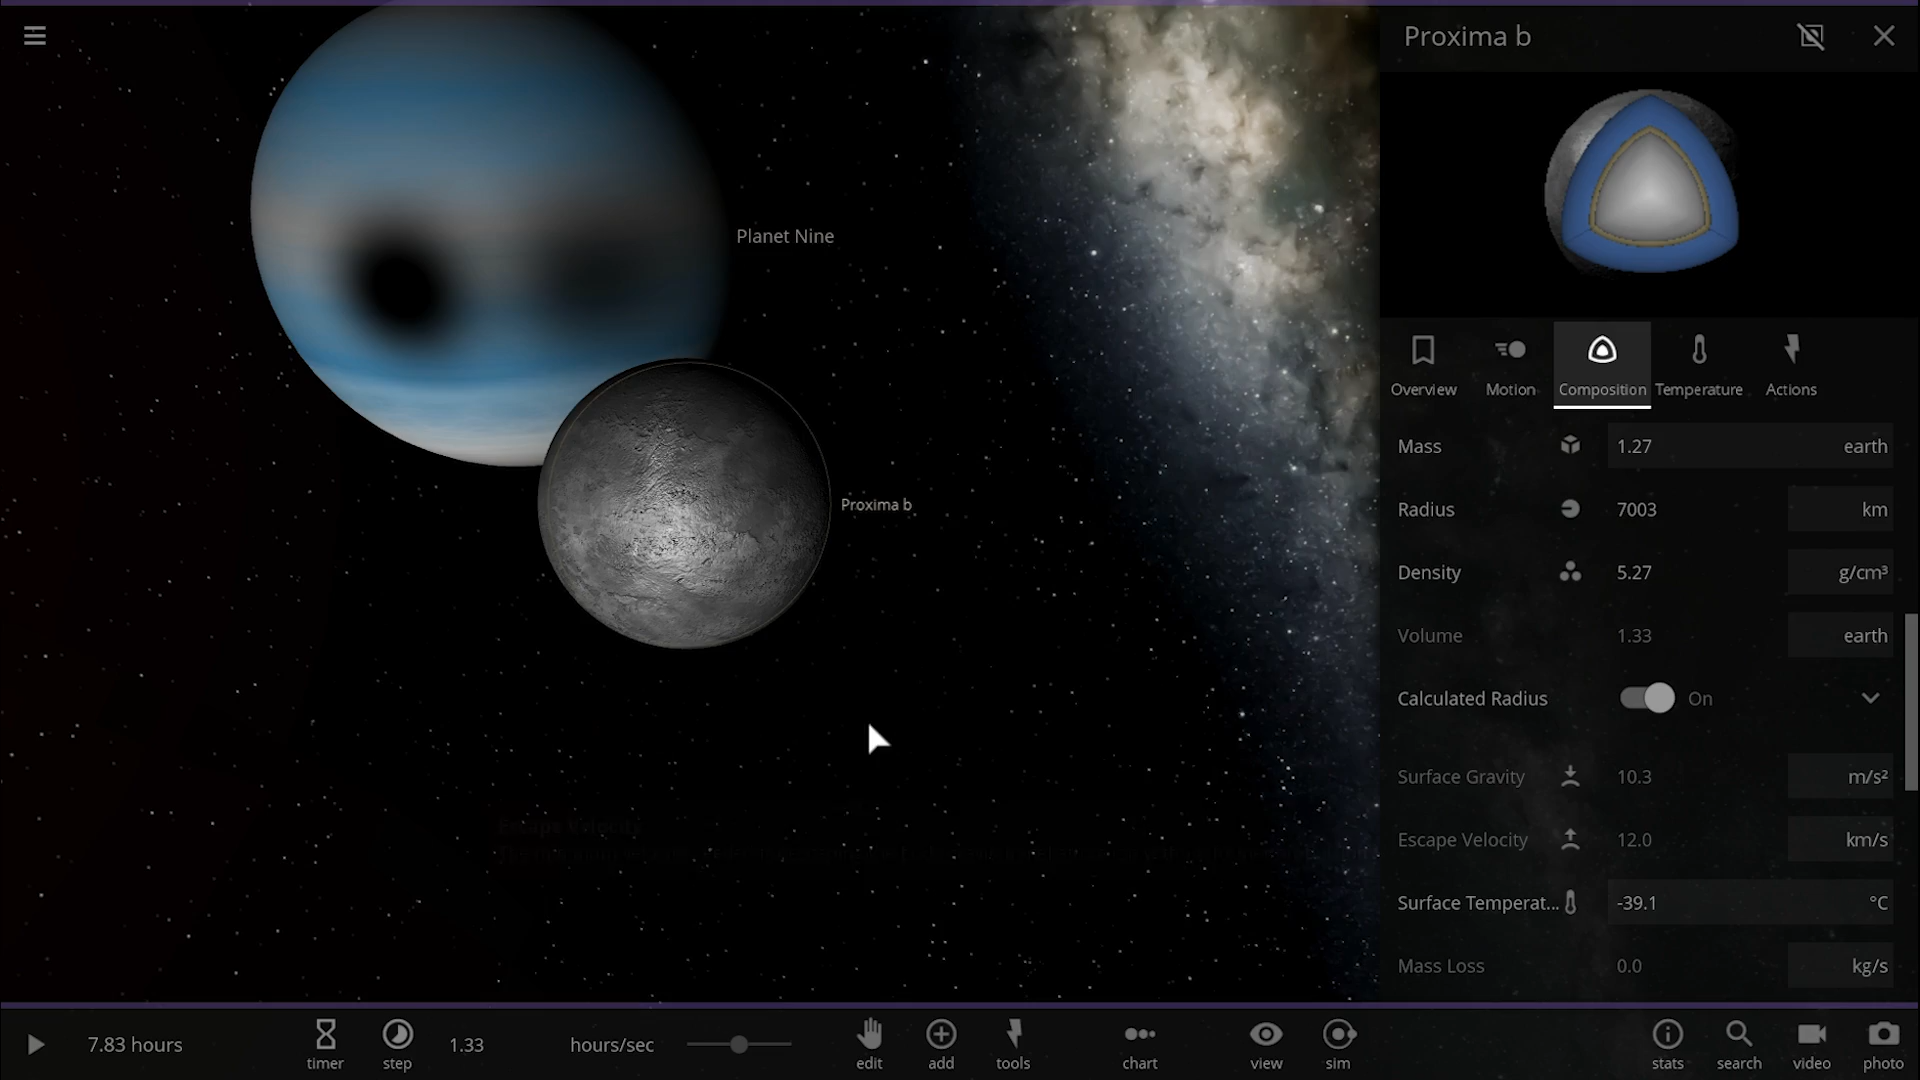 Proxima b
Planet Nine
Proxima b
Overview Motion Composition Temperature Actions
Mass 1.27 earth
Radius 7003 km
Density 5.27 g/cm³
Volume 1.33 earth
Calculated Radius On
Surface Gravity 10.3 m/s²
Escape Velocity 12.0 km/s
Surface Temperat... -39.1 °C
Mass Loss 0.0 kg/s
Escape Velocity
7.83 hours timer step 1.33 hours/sec edit add tools chart view sim stats search video photo